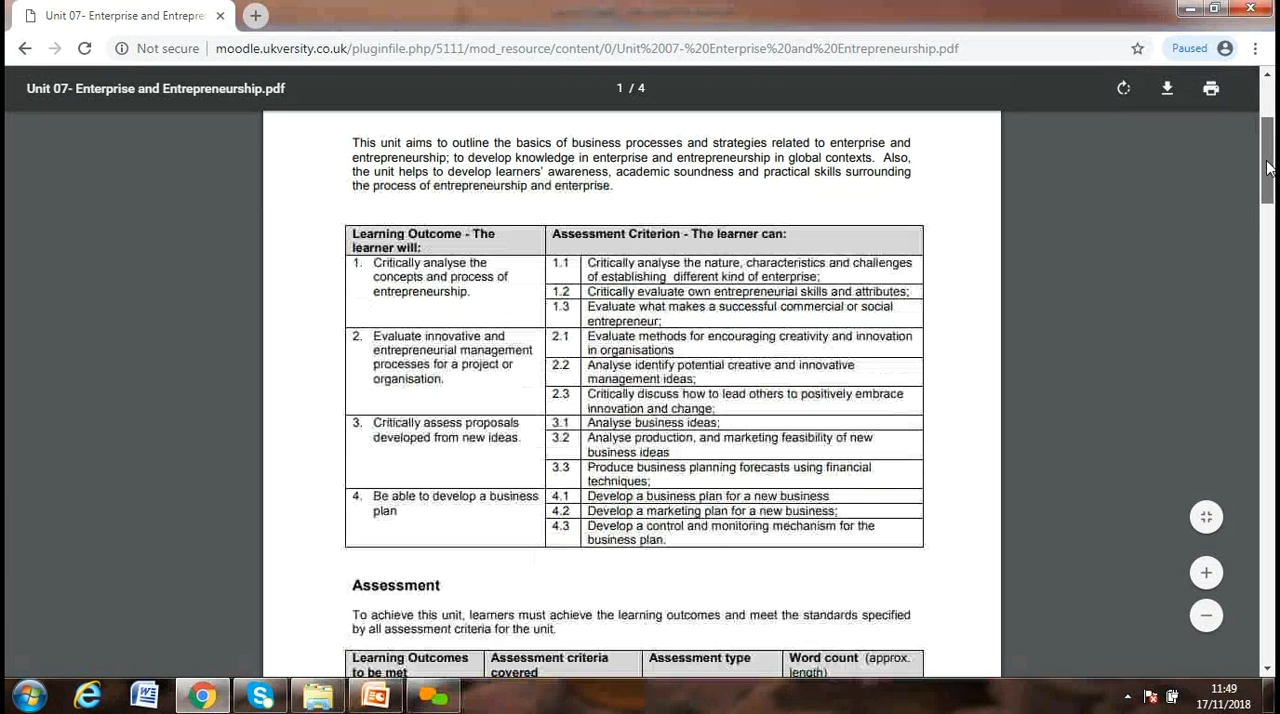 Unit 07- Enterprise and Entrepre
Not secure
moodle.ukversity.co.uk/pluginfile.php/5111/mod_resource/content/0/Unit%2007-%20Enterprise%20and%20Entrepreneurship.pdf
Paused
Unit 07- Enterprise and Entrepreneurship.pdf
1 / 4
This unit aims to outline the basics of business processes and strategies related to enterprise and
entrepreneurship; to develop knowledge in enterprise and entrepreneurship in global contexts. Also,
the unit helps to develop learners' awareness, academic soundness and practical skills surrounding
the process of entrepreneurship and enterprise.
Learning Outcome - The
learner will:
Assessment Criterion - The learner can:
1. Critically analyse the
concepts and process of
entrepreneurship.
1.1 Critically analyse the nature, characteristics and challenges
of establishing different kind of enterprise;
1.2 Critically evaluate own entrepreneurial skills and attributes;
1.3 Evaluate what makes a successful commercial or social
entrepreneur;
2. Evaluate innovative and
entrepreneurial management
processes for a project or
organisation.
2.1 Evaluate methods for encouraging creativity and innovation
in organisations
2.2 Analyse identify potential creative and innovative
management ideas;
2.3 Critically discuss how to lead others to positively embrace
innovation and change;
3. Critically assess proposals
developed from new ideas.
3.1 Analyse business ideas;
3.2 Analyse production, and marketing feasibility of new
business ideas
3.3 Produce business planning forecasts using financial
techniques;
4. Be able to develop a business
plan
4.1 Develop a business plan for a new business
4.2 Develop a marketing plan for a new business;
4.3 Develop a control and monitoring mechanism for the
business plan.
Assessment
To achieve this unit, learners must achieve the learning outcomes and meet the standards specified
by all assessment criteria for the unit.
Learning Outcomes
to be met
Assessment criteria
covered
Assessment type
Word count (approx.
length)
11:49
17/11/2018